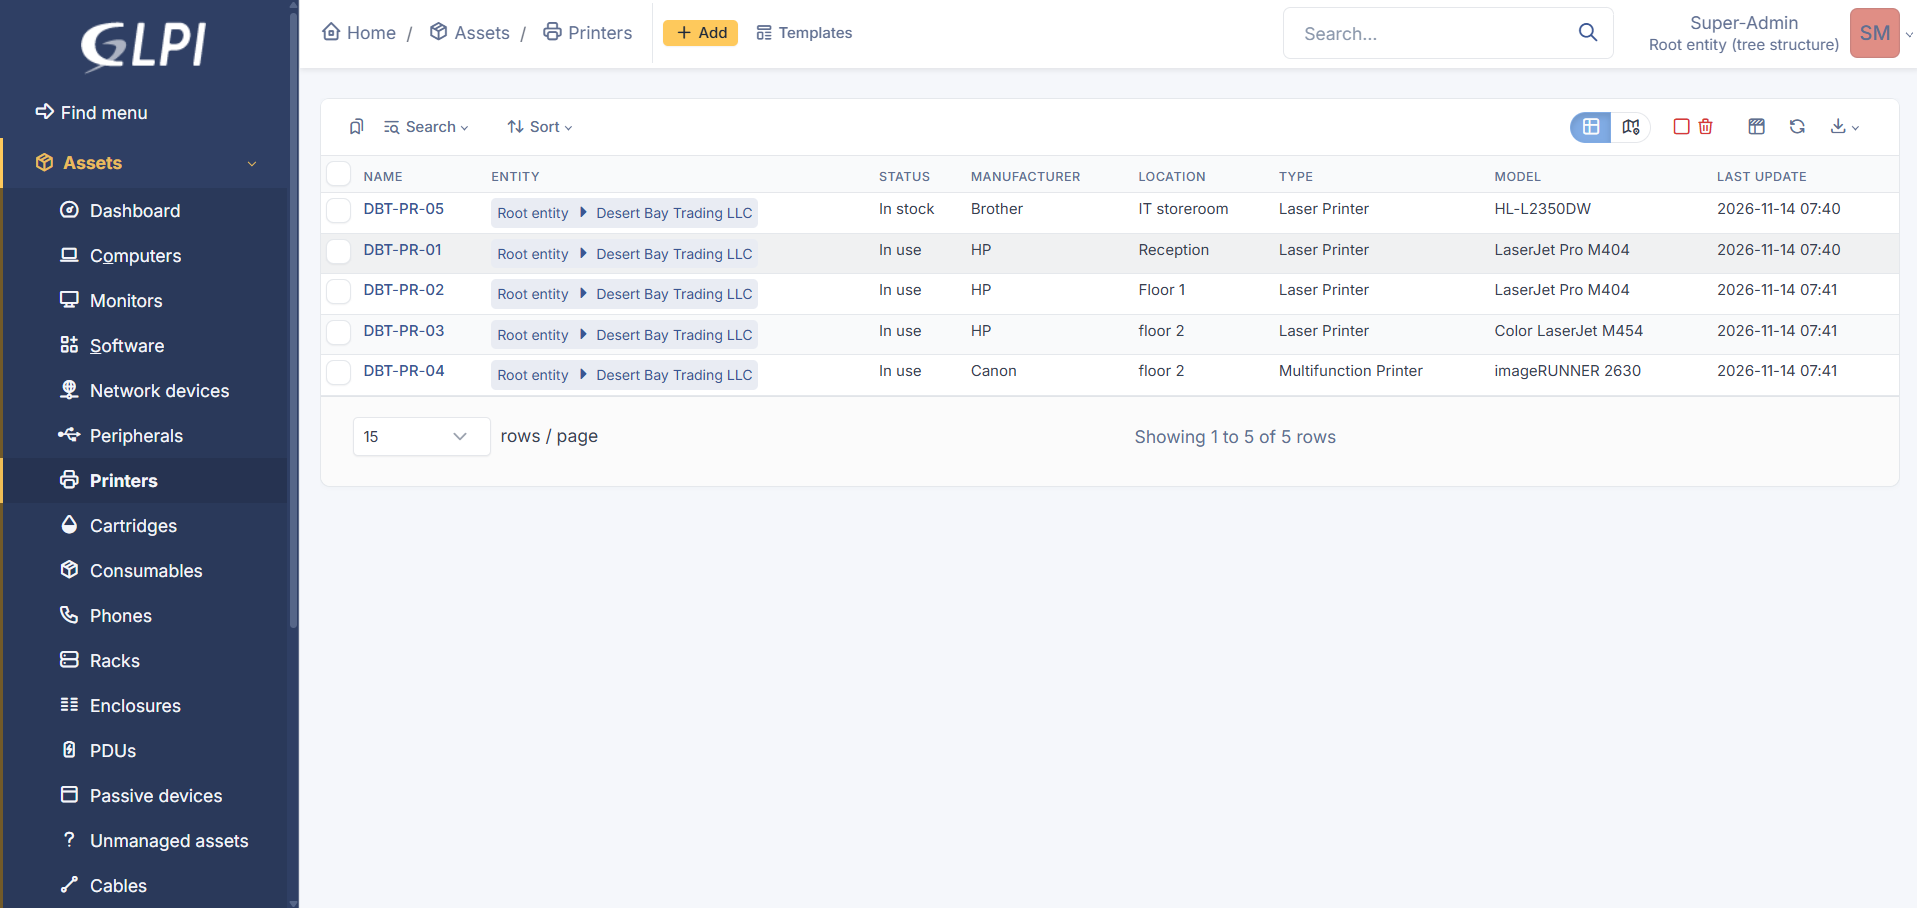 GLPI
Find menu
Assets
Dashboard
Computers
Monitors
Software
Network devices
Peripherals
Printers
Cartridges
Consumables
Phones
Racks
Enclosures
PDUs
Passive devices
Unmanaged assets
Cables
Home / Assets / Printers
Add
Templates
Search...
Super-Admin
Root entity (tree structure)
SM
Search
Sort
NAME ENTITY STATUS MANUFACTURER LOCATION TYPE MODEL LAST UPDATE
DBT-PR-05 Root entity Desert Bay Trading LLC In stock Brother IT storeroom Laser Printer HL-L2350DW 2026-11-14 07:40
DBT-PR-01 Root entity Desert Bay Trading LLC In use HP Reception Laser Printer LaserJet Pro M404 2026-11-14 07:40
DBT-PR-02 Root entity Desert Bay Trading LLC In use HP Floor 1 Laser Printer LaserJet Pro M404 2026-11-14 07:41
DBT-PR-03 Root entity Desert Bay Trading LLC In use HP floor 2 Laser Printer Color LaserJet M454 2026-11-14 07:41
DBT-PR-04 Root entity Desert Bay Trading LLC In use Canon floor 2 Multifunction Printer imageRUNNER 2630 2026-11-14 07:41
15 rows / page
Showing 1 to 5 of 5 rows